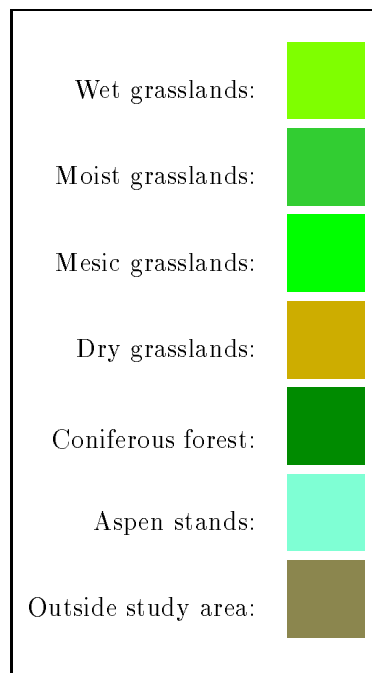 Wet grasslands:
Moist grasslands:
Mesic grasslands:
Dry grasslands:
Coniferous forest:
Aspen stands:
Outside study area: